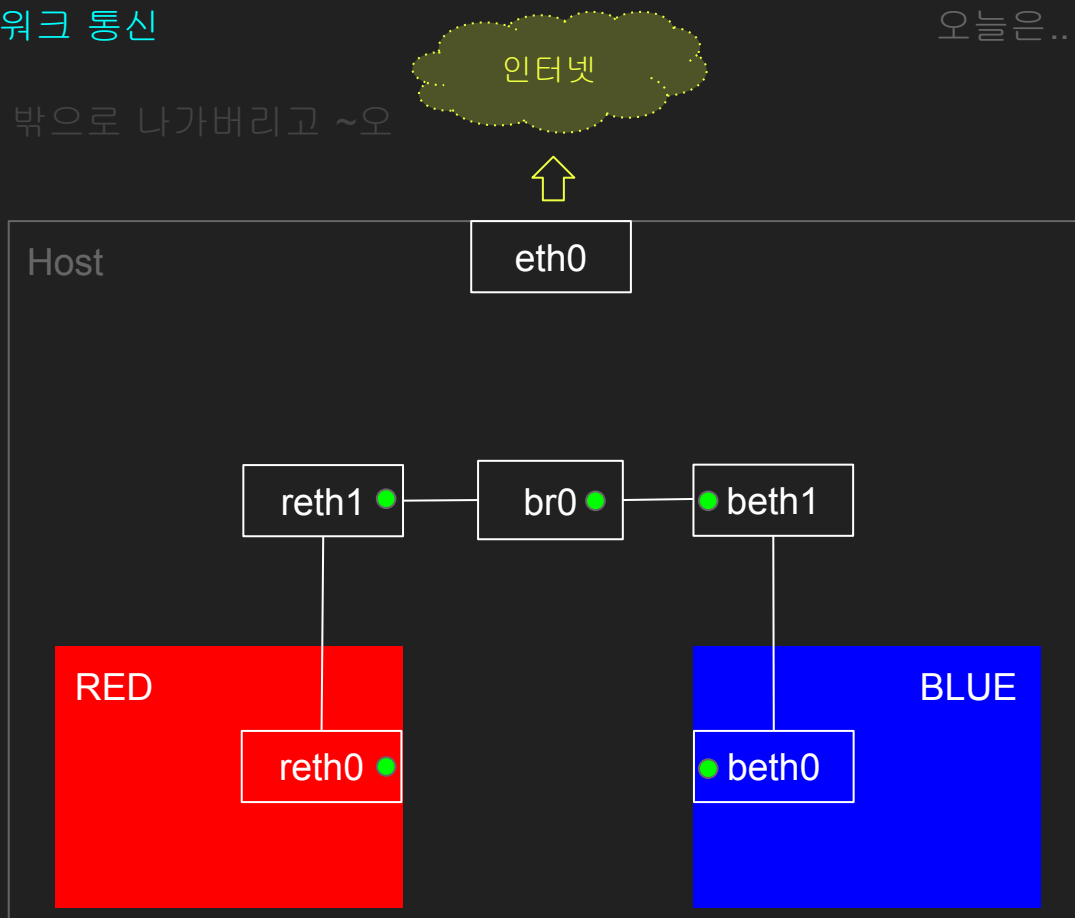 워크 통신
오늘은..
인터넷
밖으로 나가버리고 ~오
Host
eth0
reth1
br0
beth1
RED
BLUE
reth0
beth0